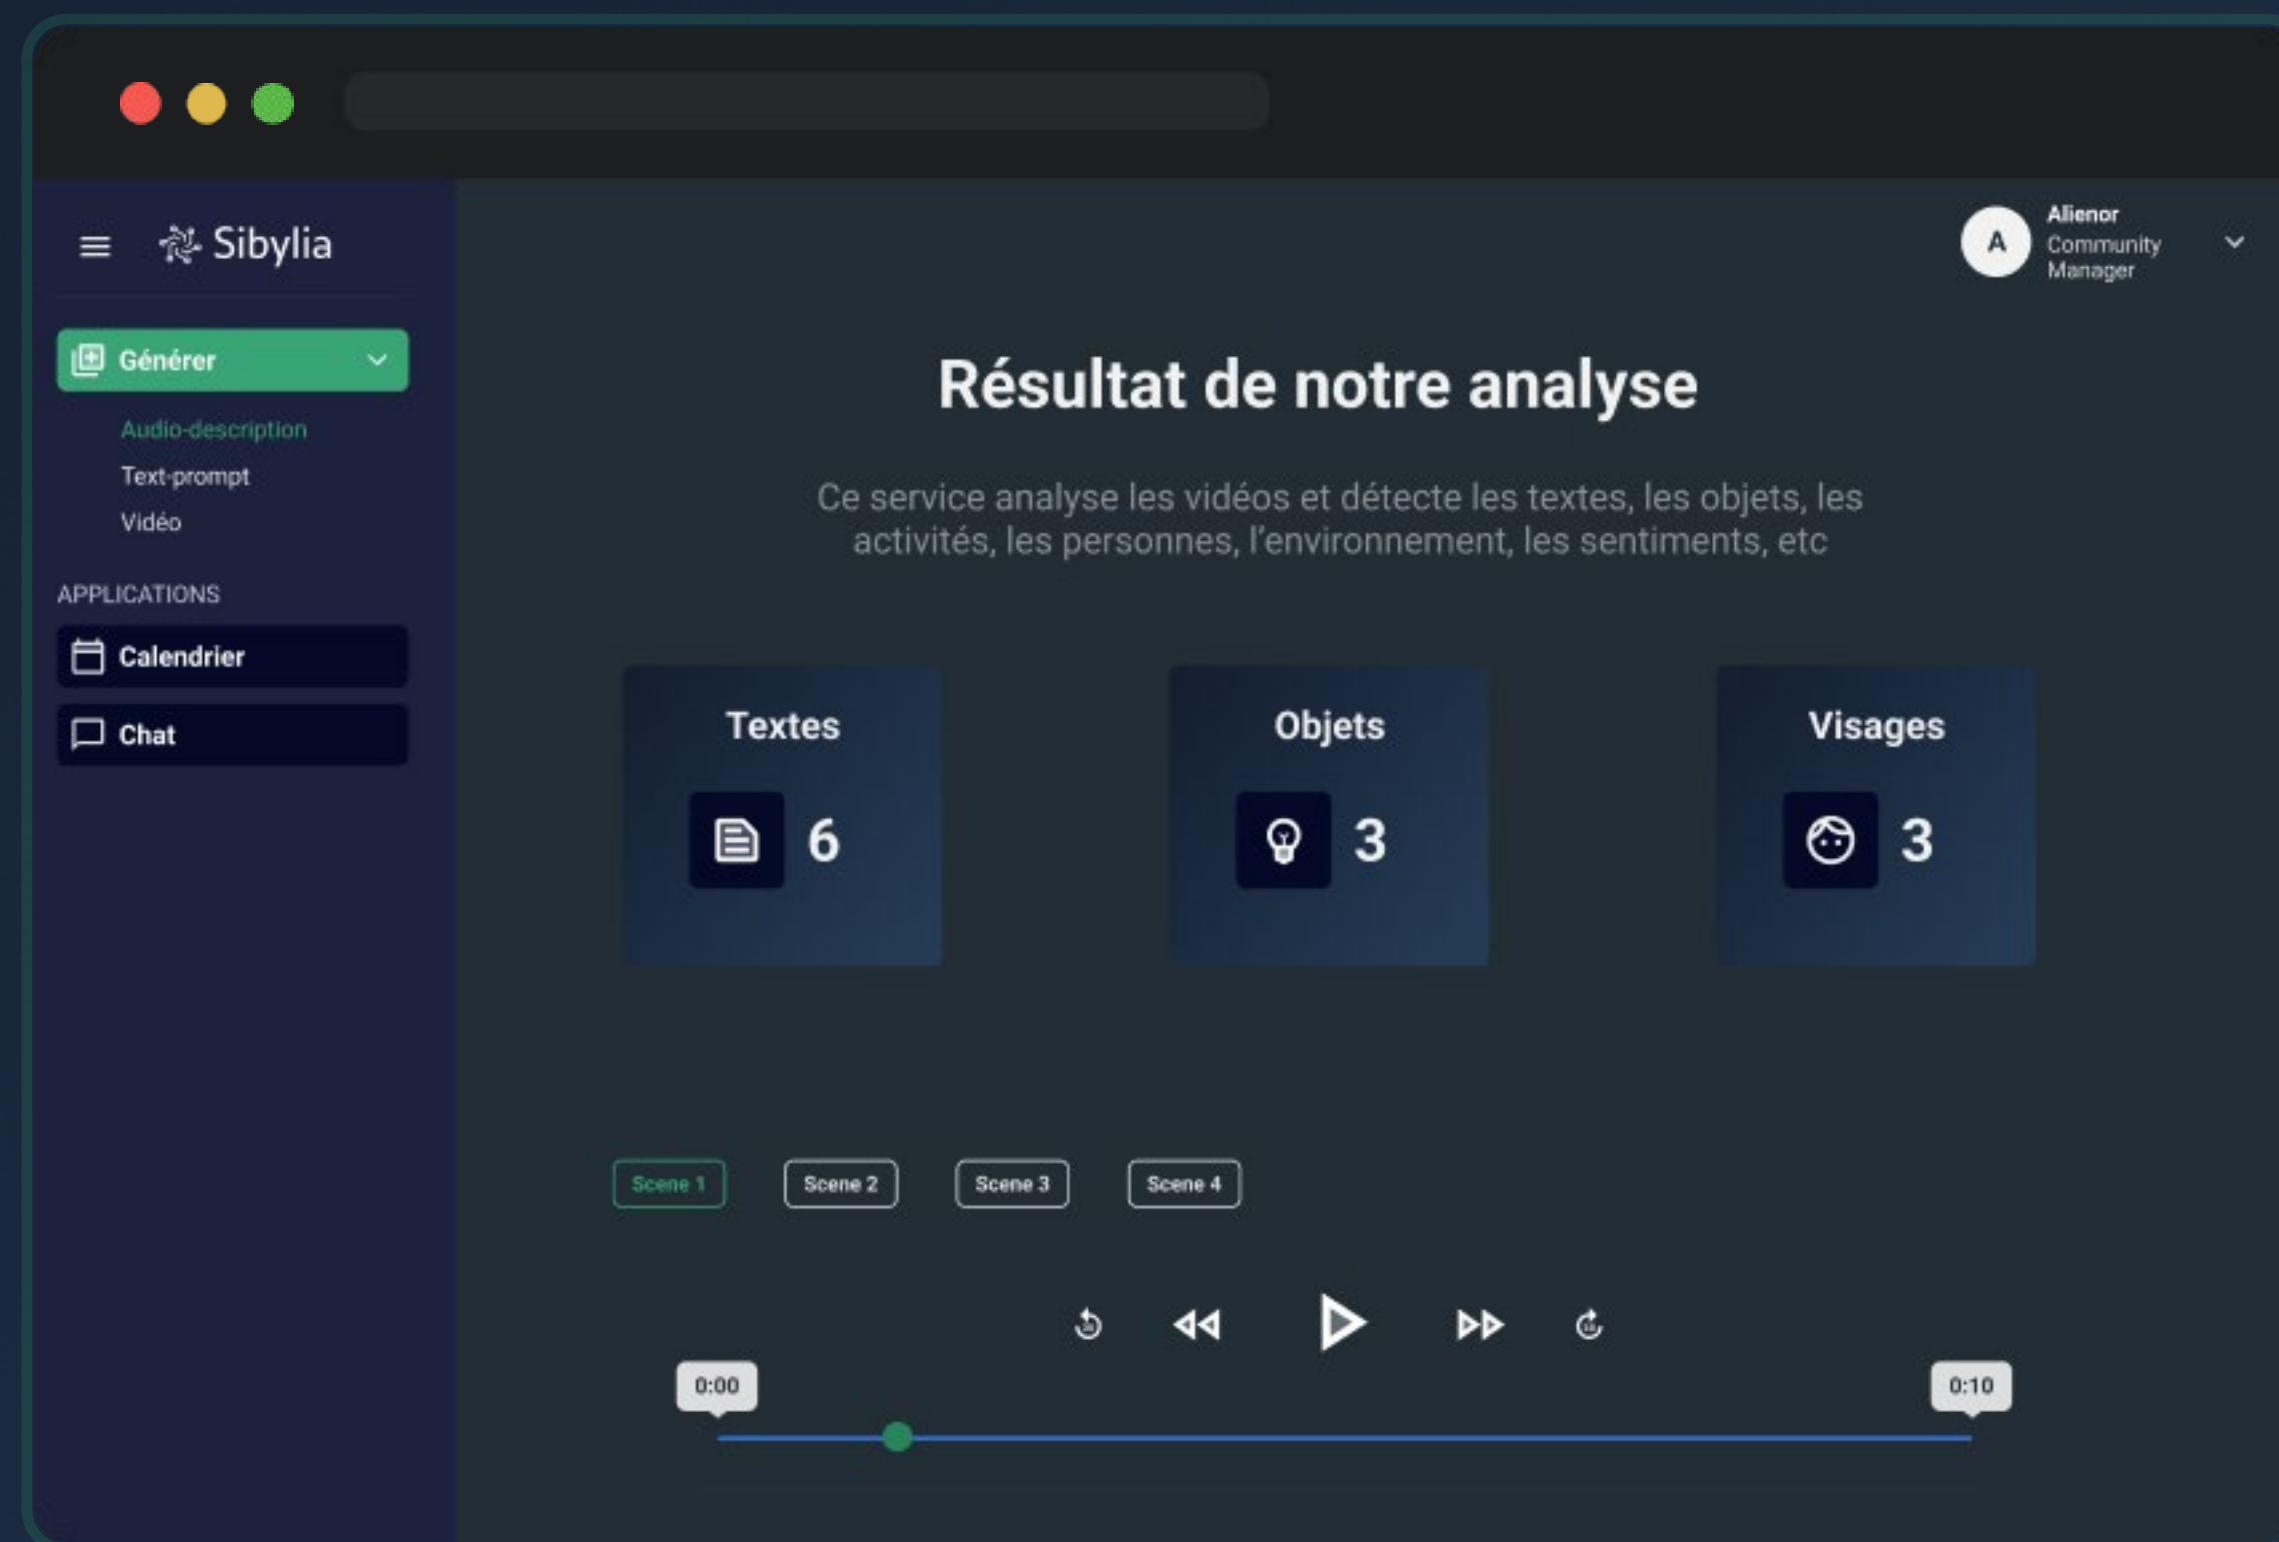 Sibylia
Alienor
Community
Manager
Générer
Audio-description
Text-prompt
Vidéo
APPLICATIONS
Calendrier
Chat
Résultat de notre analyse
Ce service analyse les vidéos et détecte les textes, les objets, les
activités, les personnes, l'environnement, les sentiments, etc
Textes
6
Objets
3
Visages
3
Scene 1
Scene 2
Scene 3
Scene 4
0:00
0:10